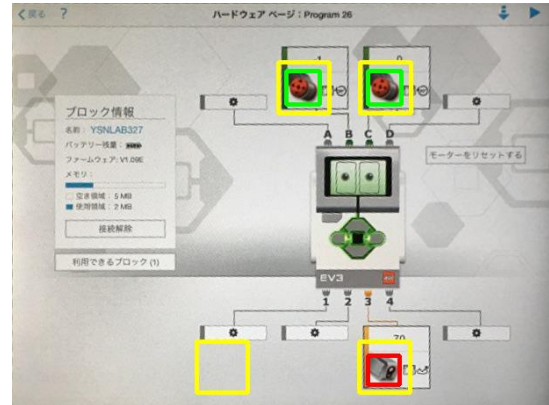 戻る ? ハードウェア ページ:Program 26
-1 0
A B C D
ブロック情報
名前: YSNLAB327
バッテリー残量:
ファームウェア: V1.09E
メモリ:
空き領域: 5 MB
使用領域: 2 MB
接続解除
利用できるブロック (1)
モーターをリセットする
EV3
1 2 3 4
70